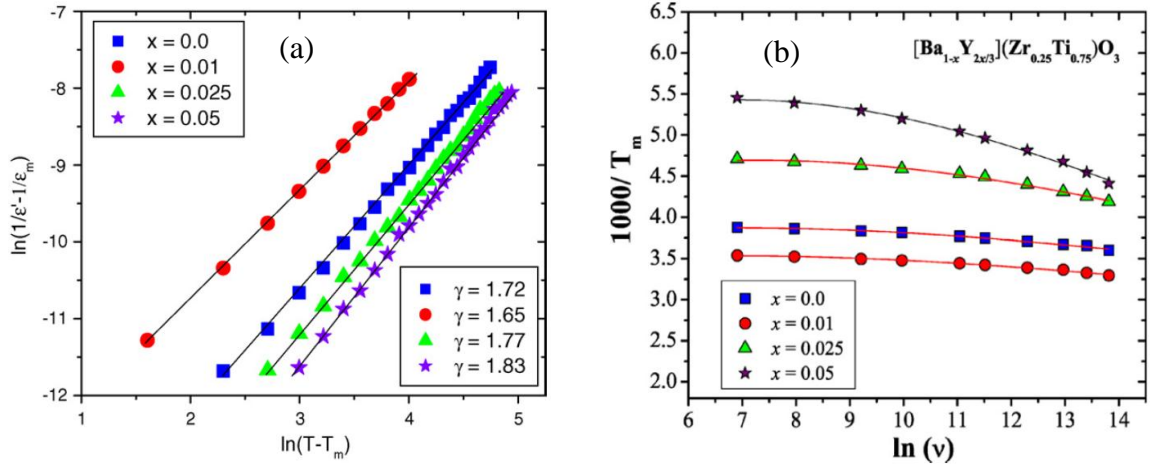 (a)
x = 0.0
x = 0.01
x = 0.025
x = 0.05
γ = 1.72
γ = 1.65
γ = 1.77
γ = 1.83
-7
-8
-9
-10
-11
-12
1 2 3 4 5
ln(T-Tₘ)
ln(1/ε'-1/εₘ)
(b)
[Ba₁₋ₓY₂ₓ/₃](Zr₀.₂₅Ti₀.₇₅)O₃
x = 0.0
x = 0.01
x = 0.025
x = 0.05
6.5
6.0
5.5
5.0
4.5
4.0
3.5
3.0
2.5
2.0
6 7 8 9 10 11 12 13 14
ln (ν)
1000/ Tₘ